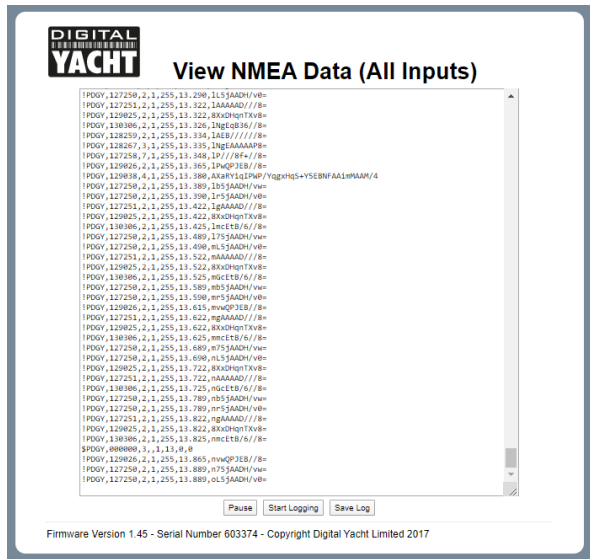 DIGITAL
YACHT
View NMEA Data (All Inputs)
!PDGY,127250,2,1,255,13.290,lL5jAADH/v0=
!PDGY,127251,2,1,255,13.322,lAAAAAD///8=
!PDGY,129025,2,1,255,13.322,8XxDHqnTXv8=
!PDGY,130306,2,1,255,13.326,lNgEqB36//8=
!PDGY,128259,2,1,255,13.334,lAEB//////8=
!PDGY,128267,3,1,255,13.335,lNgEAAAAAP8=
!PDGY,127258,7,1,255,13.348,lP///8f+//8=
!PDGY,129026,2,1,255,13.365,lPwQPJEB//8=
!PDGY,129038,4,1,255,13.380,AXaRYiqIPWP/YqgxHqS+Y5EBNFAAimMAAM/4
!PDGY,127250,2,1,255,13.389,lb5jAADH/vw=
!PDGY,127250,2,1,255,13.390,lr5jAADH/v0=
!PDGY,127251,2,1,255,13.422,lgAAAAD///8=
!PDGY,129025,2,1,255,13.422,8XxDHqnTXv8=
!PDGY,130306,2,1,255,13.425,lmcEtB/6//8=
!PDGY,127250,2,1,255,13.489,l75jAADH/vw=
!PDGY,127250,2,1,255,13.490,mL5jAADH/v0=
!PDGY,127251,2,1,255,13.522,mAAAAAD///8=
!PDGY,129025,2,1,255,13.522,8XxDHqnTXv8=
!PDGY,130306,2,1,255,13.525,mGcEtB/6//8=
!PDGY,127250,2,1,255,13.589,mb5jAADH/vw=
!PDGY,127250,2,1,255,13.590,mr5jAADH/v0=
!PDGY,129026,2,1,255,13.615,mvwQPJEB//8=
!PDGY,127251,2,1,255,13.622,mgAAAAD///8=
!PDGY,129025,2,1,255,13.622,8XxDHqnTXv8=
!PDGY,130306,2,1,255,13.625,mmcEtB/6//8=
!PDGY,127250,2,1,255,13.689,m75jAADH/vw=
!PDGY,127250,2,1,255,13.690,nL5jAADH/v0=
!PDGY,129025,2,1,255,13.722,8XxDHqnTXv8=
!PDGY,127251,2,1,255,13.722,nAAAAAD///8=
!PDGY,130306,2,1,255,13.725,nGcEtB/6//8=
!PDGY,127250,2,1,255,13.789,nb5jAADH/vw=
!PDGY,127250,2,1,255,13.789,nr5jAADH/v0=
!PDGY,127251,2,1,255,13.822,ngAAAAD///8=
!PDGY,129025,2,1,255,13.822,8XxDHqnTXv8=
!PDGY,130306,2,1,255,13.825,nmcEtB/6//8=
$PDGY,000000,3,,1,13,0,0
!PDGY,129026,2,1,255,13.865,nvwQPJEB//8=
!PDGY,127250,2,1,255,13.889,n75jAADH/vw=
!PDGY,127250,2,1,255,13.889,oL5jAADH/v0=
Pause Start Logging Save Log
Firmware Version 1.45 - Serial Number 603374 - Copyright Digital Yacht Limited 2017